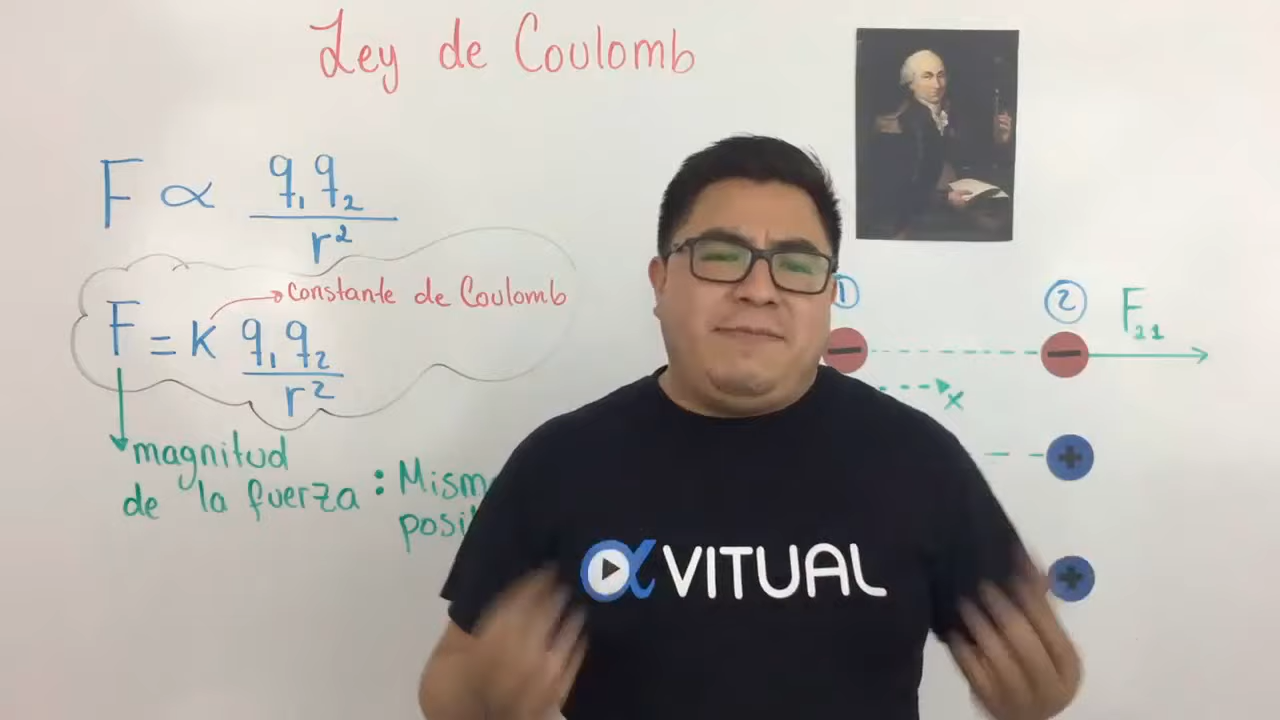 Ley de Coulomb
F ∝ q₁q₂
r²
constante de Coulomb
F = K q₁q₂
r²
magnitud
de la fuerza : Mism
posi
1
2
F₂₁
x
VITUAL